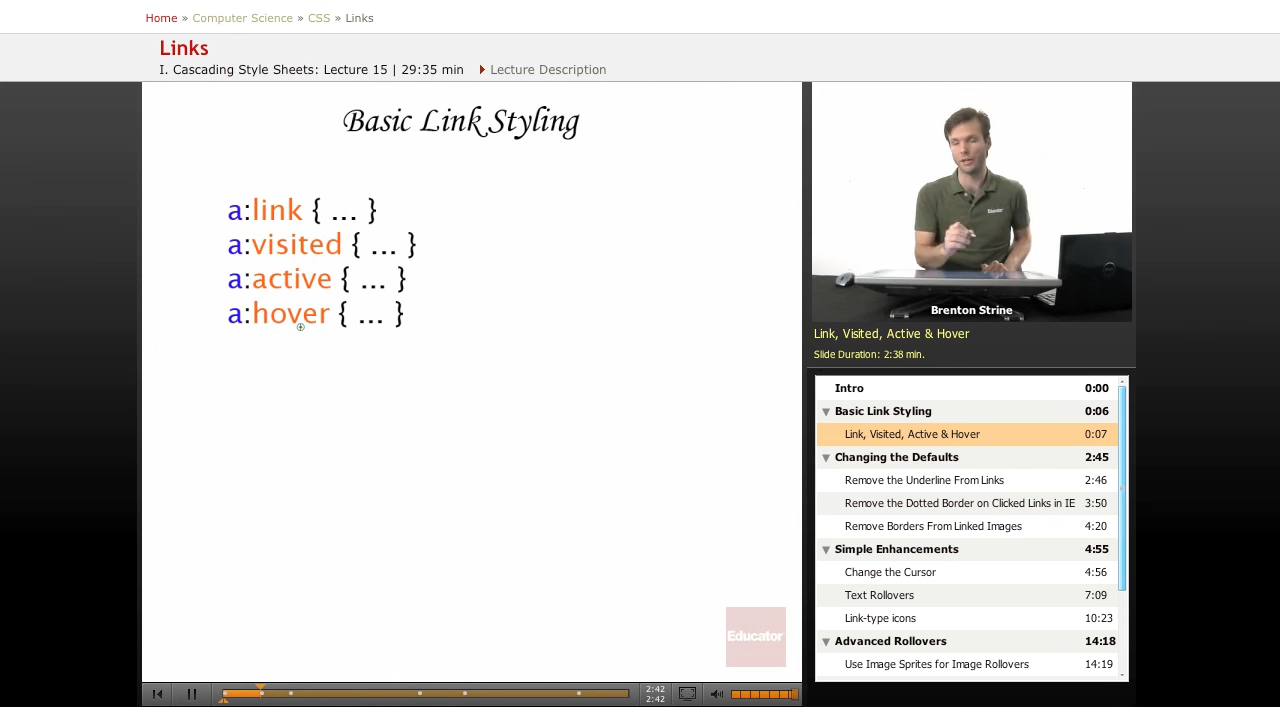 Home » Computer Science » CSS » Links
Links
I. Cascading Style Sheets: Lecture 15 | 29:35 min Lecture Description
Basic Link Styling
a:link { ... }
a:visited { ... }
a:active { ... }
a:hover { ... }
Educator
Brenton Strine
Link, Visited, Active & Hover
Slide Duration: 2:38 min.
Intro 0:00
Basic Link Styling 0:06
Link, Visited, Active & Hover 0:07
Changing the Defaults 2:45
Remove the Underline From Links 2:46
Remove the Dotted Border on Clicked Links in IE 3:50
Remove Borders From Linked Images 4:20
Simple Enhancements 4:55
Change the Cursor 4:56
Text Rollovers 7:09
Link-type icons 10:23
Advanced Rollovers 14:18
Use Image Sprites for Image Rollovers 14:19
2:42
2:42